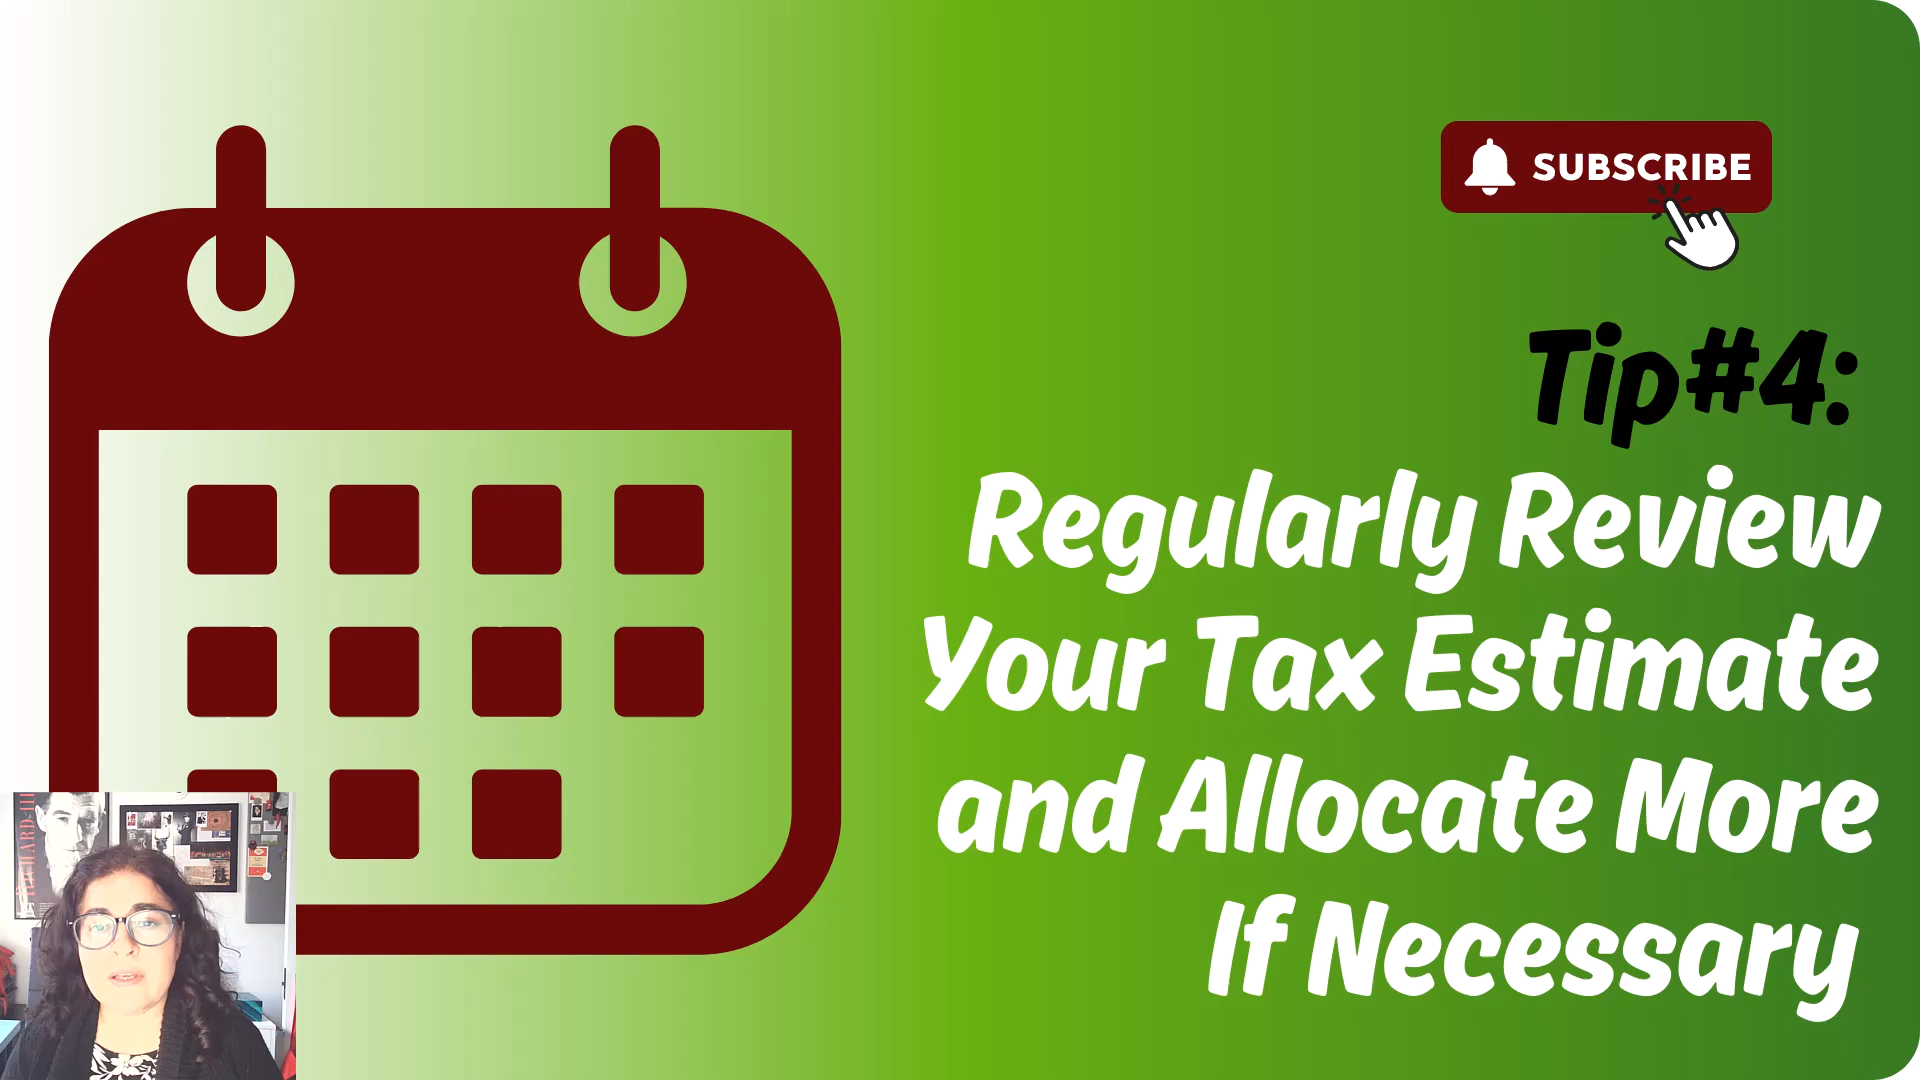 SUBSCRIBE
Tip#4:
Regularly Review
Your Tax Estimate
and Allocate More
If Necessary